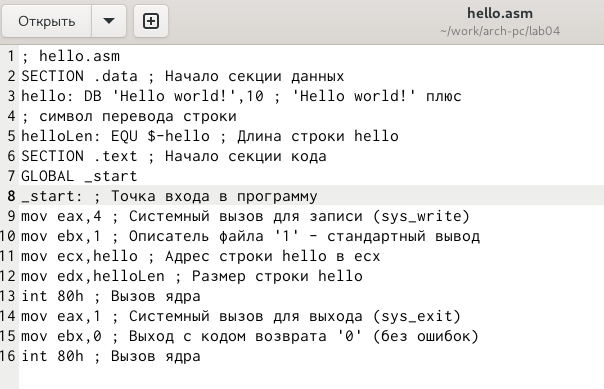 Открыть
hello.asm
~/work/arch-pc/lab04
1 ; hello.asm
2 SECTION .data ; Начало секции данных
3 hello: DB 'Hello world!',10 ; 'Hello world!' плюс
4 ; символ перевода строки
5 helloLen: EQU $-hello ; Длина строки hello
6 SECTION .text ; Начало секции кода
7 GLOBAL _start
8 _start: ; Точка входа в программу
9 mov eax,4 ; Системный вызов для записи (sys_write)
10 mov ebx,1 ; Описатель файла '1' - стандартный вывод
11 mov ecx,hello ; Адрес строки hello в ecx
12 mov edx,helloLen ; Размер строки hello
13 int 80h ; Вызов ядра
14 mov eax,1 ; Системный вызов для выхода (sys_exit)
15 mov ebx,0 ; Выход с кодом возврата '0' (без ошибок)
16 int 80h ; Вызов ядра